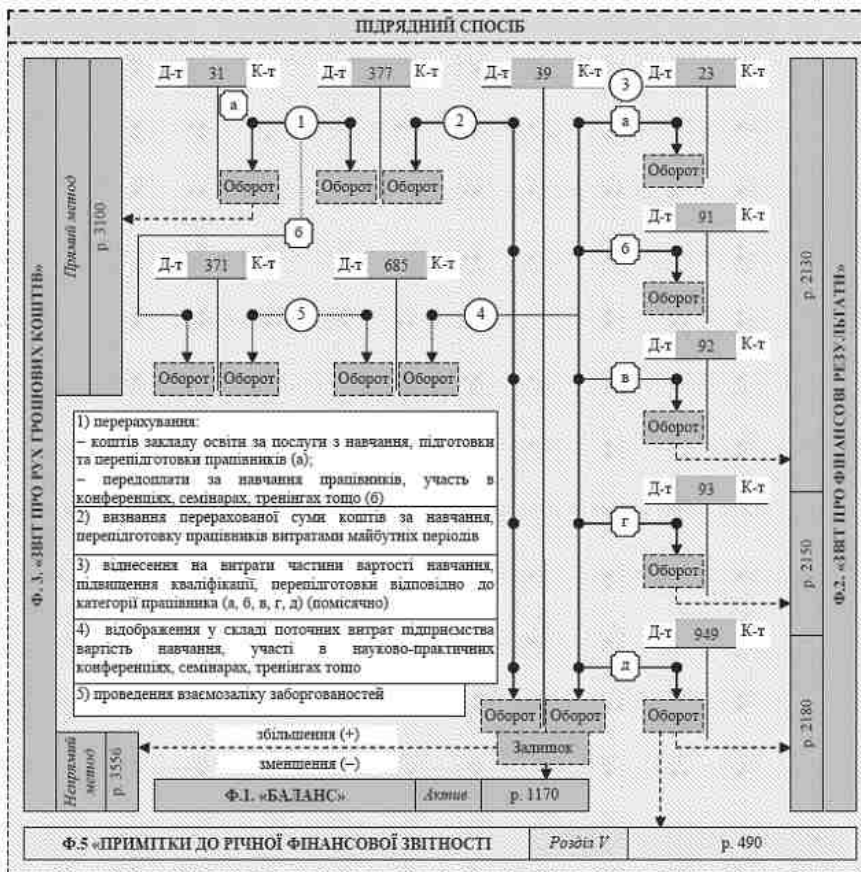 ПІДРЯДНИЙ СПОСІБ
Д-т 31 К-т Д-т 377 К-т Д-т 39 К-т 3 Д-т 23 К-т
а 1 2 а
Оборот Оборот Оборот Оборот
Ф. 3. «ЗВІТ ПРО РУХ ГРОШОВИХ КОШТІВ»
Прямий метод
р. 3100
б
Д-т 91 К-т
б
Оборот
Д-т 371 К-т Д-т 685 К-т
5 4
Оборот Оборот Оборот Оборот
Д-т 92 К-т
в
Оборот
р. 2130
Ф.2. «ЗВІТ ПРО ФІНАНСОВІ РЕЗУЛЬТАТИ»
1) перерахування:
– коштів закладу освіти за послуги з навчання, підготовки
та перепідготовки працівників (а);
– передоплати за навчання працівників, участь в
конференціях, семінарах, тренінгах тощо (б)
2) визнання перерахованої суми коштів за навчання,
перепідготовку працівників витратами майбутніх періодів
3) віднесення на витрати частини вартості навчання,
підвищення кваліфікації, перепідготовки відповідно до
категорії працівника (а, б, в, г, д) (помісячно)
4) відображення у складі поточних витрат підприємства
вартість навчання, участі в науково-практичних
конференціях, семінарах, тренінгах тощо
5) проведення взаємозаліку заборгованостей
Д-т 93 К-т
г
Оборот
р. 2150
Д-т 949 К-т
д
Оборот Оборот Оборот
р. 2180
Непрямий метод
р. 3556
збільшення (+)
зменшення (–)
Залишок
Ф.1. «БАЛАНС» Актив р. 1170
Ф.5 «ПРИМІТКИ ДО РІЧНОЇ ФІНАНСОВОЇ ЗВІТНОСТІ Розділ V р. 490